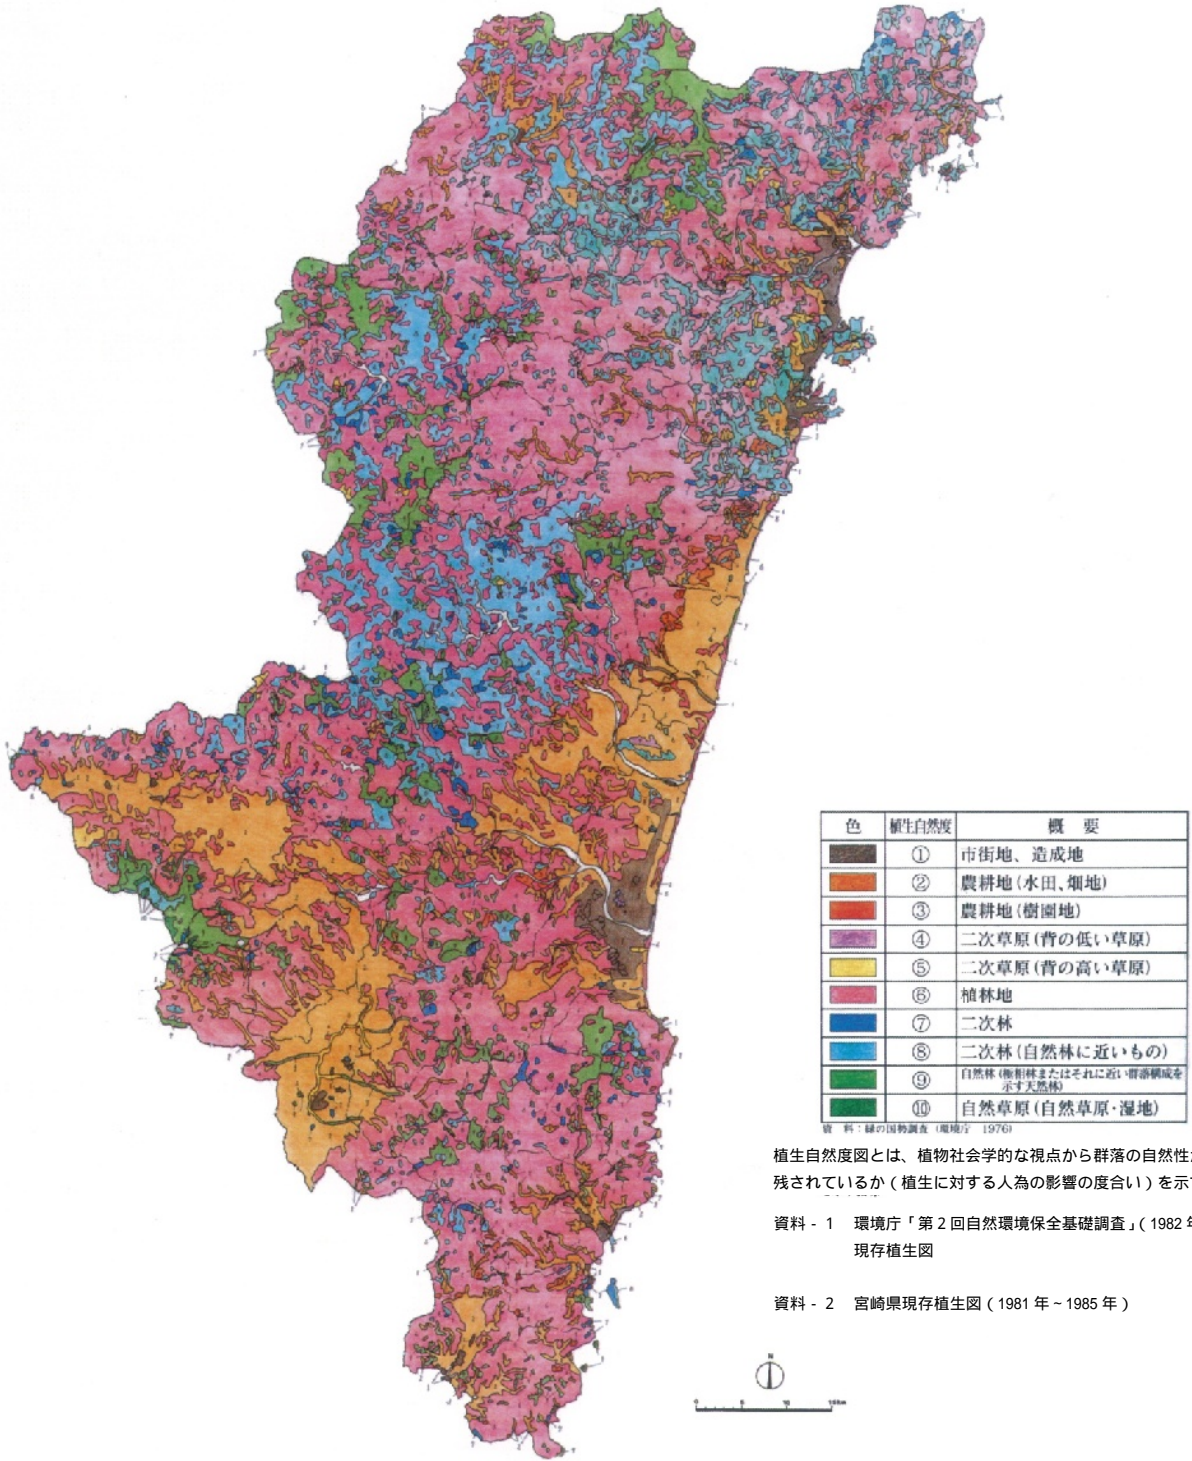 色 植生自然度 概 要
① 市街地、造成地
② 農耕地(水田、畑地)
③ 農耕地(樹園地)
④ 二次草原(背の低い草原)
⑤ 二次草原(背の高い草原)
⑥ 植林地
⑦ 二次林
⑧ 二次林(自然林に近いもの)
⑨ 自然林(極相林またはそれに近い群落構成を
示す天然林)
⑩ 自然草原(自然草原・湿地)
資 料:緑の国勢調査(環境庁 1976)
植生自然度図とは、植物社会学的な視点から群落の自然性
残されているか(植生に対する人為の影響の度合い)を示
資料-1 環境庁「第2回自然環境保全基礎調査」(1982
現存植生図
資料-2 宮崎県現存植生図(1981年~1985年)
N